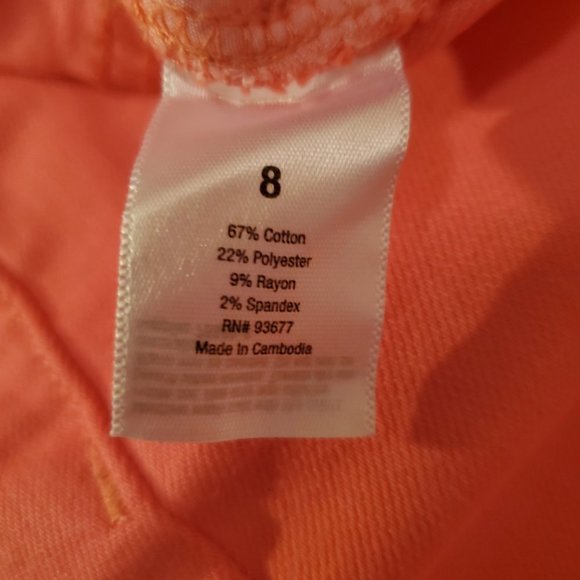 8
67% Cotton
22% Polyester
9% Rayon
2% Spandex
RN# 93677
Made In Cambodia